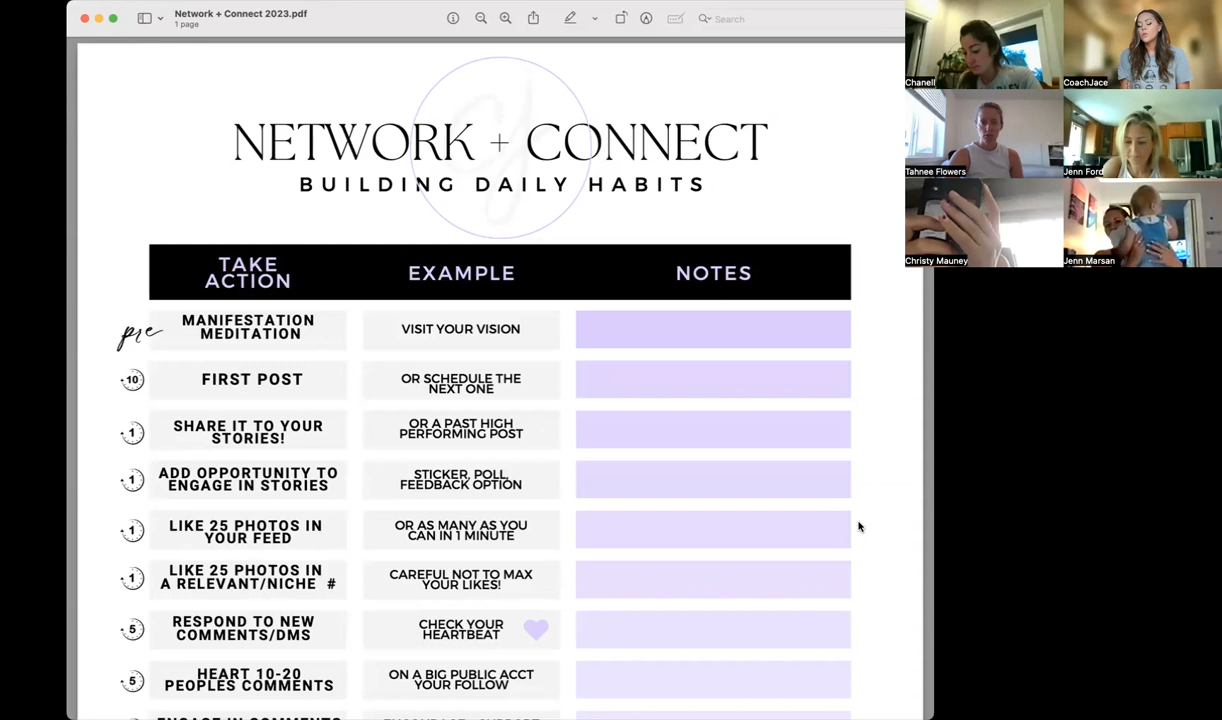 Network + Connect 2023.pdf
1 page
Search
NETWORK + CONNECT
BUILDING DAILY HABITS
TAKE
ACTION
EXAMPLE
NOTES
pre
MANIFESTATION
MEDITATION
VISIT YOUR VISION
10
FIRST POST
OR SCHEDULE THE
NEXT ONE
1
SHARE IT TO YOUR
STORIES!
OR A PAST HIGH
PERFORMING POST
1
ADD OPPORTUNITY TO
ENGAGE IN STORIES
STICKER, POLL,
FEEDBACK OPTION
1
LIKE 25 PHOTOS IN
YOUR FEED
OR AS MANY AS YOU
CAN IN 1 MINUTE
1
LIKE 25 PHOTOS IN
A RELEVANT/NICHE #
CAREFUL NOT TO MAX
YOUR LIKES!
5
RESPOND TO NEW
COMMENTS/DMS
CHECK YOUR
HEARTBEAT
5
HEART 10-20
PEOPLES COMMENTS
ON A BIG PUBLIC ACCT
YOUR FOLLOW
ENGAGE IN COMMENTS
Chanell
CoachJace
Tahnee Flowers
Jenn Ford
Christy Mauney
Jenn Marsan